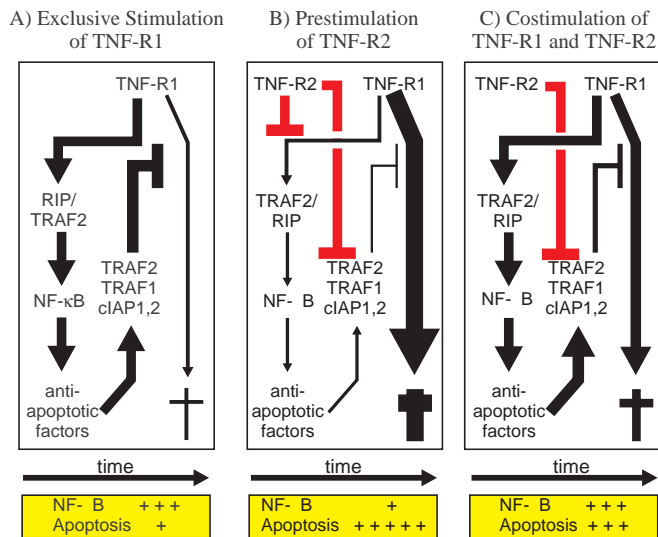 A) Exclusive Stimulation
of TNF-R1
TNF-R1
RIP/
TRAF2
TRAF2
TRAF1
cIAP1,2
NF-κB
anti-
apoptotic
factors
time
NF- B + + +
Apoptosis +
B) Prestimulation
of TNF-R2
TNF-R2 TNF-R1
TRAF2/
RIP
TRAF2
TRAF1
cIAP1,2
NF- B
anti-
apoptotic
factors
time
NF- B +
Apoptosis + + + + +
C) Costimulation of
TNF-R1 and TNF-R2
TNF-R2 TNF-R1
TRAF2/
RIP
TRAF2
TRAF1
cIAP1,2
NF- B
anti-
apoptotic
factors
time
NF- B + + +
Apoptosis + + +